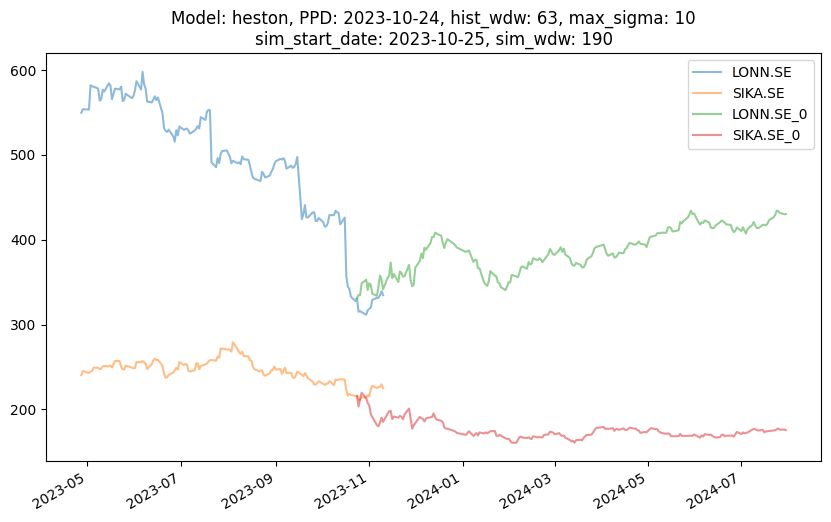 Model: heston, PPD: 2023-10-24, hist_wdw: 63, max_sigma: 10
sim_start_date: 2023-10-25, sim_wdw: 190
LONN.SE
SIKA.SE
LONN.SE_0
SIKA.SE_0
600
500
400
300
200
2023-05
2023-07
2023-09
2023-11
2024-01
2024-03
2024-05
2024-07